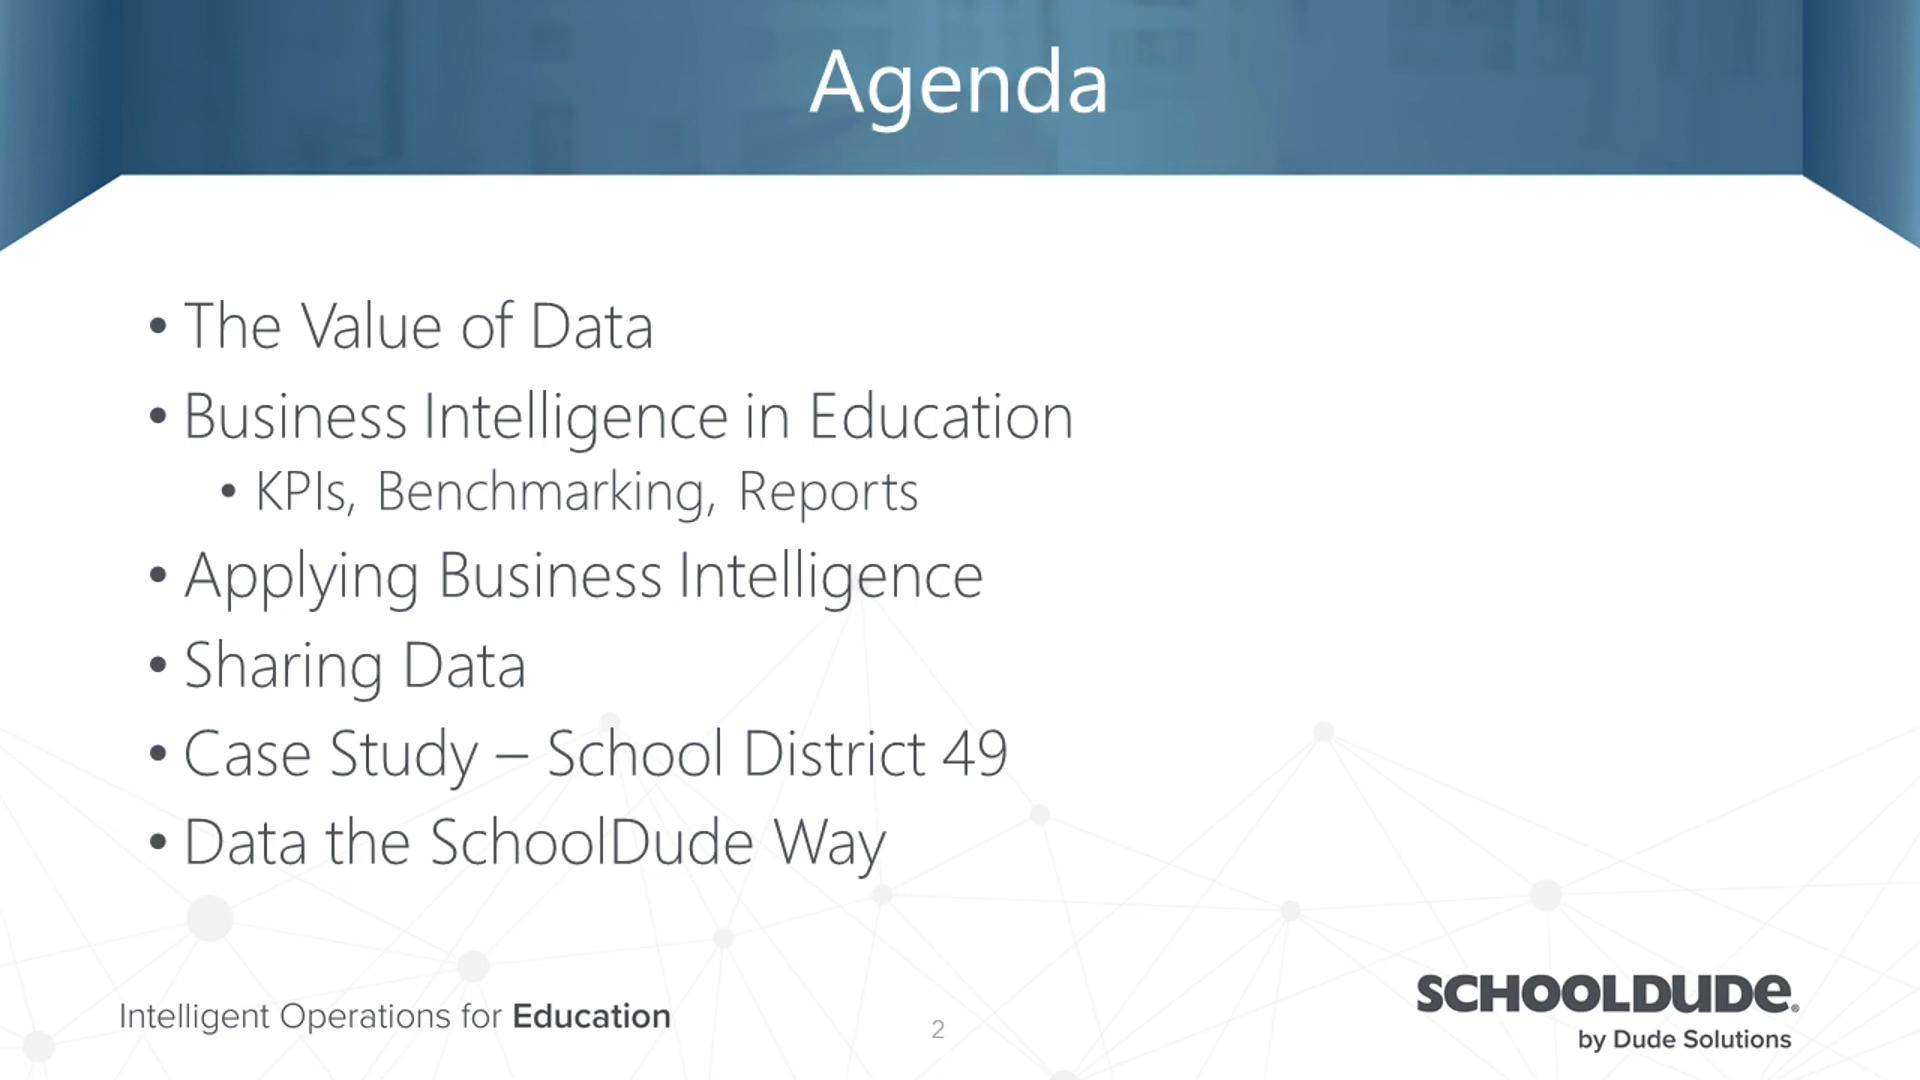 Agenda
• The Value of Data
• Business Intelligence in Education
• KPIs, Benchmarking, Reports
• Applying Business Intelligence
• Sharing Data
• Case Study – School District 49
• Data the SchoolDude Way
Intelligent Operations for Education
2
SCHOOLDUDE®
by Dude Solutions